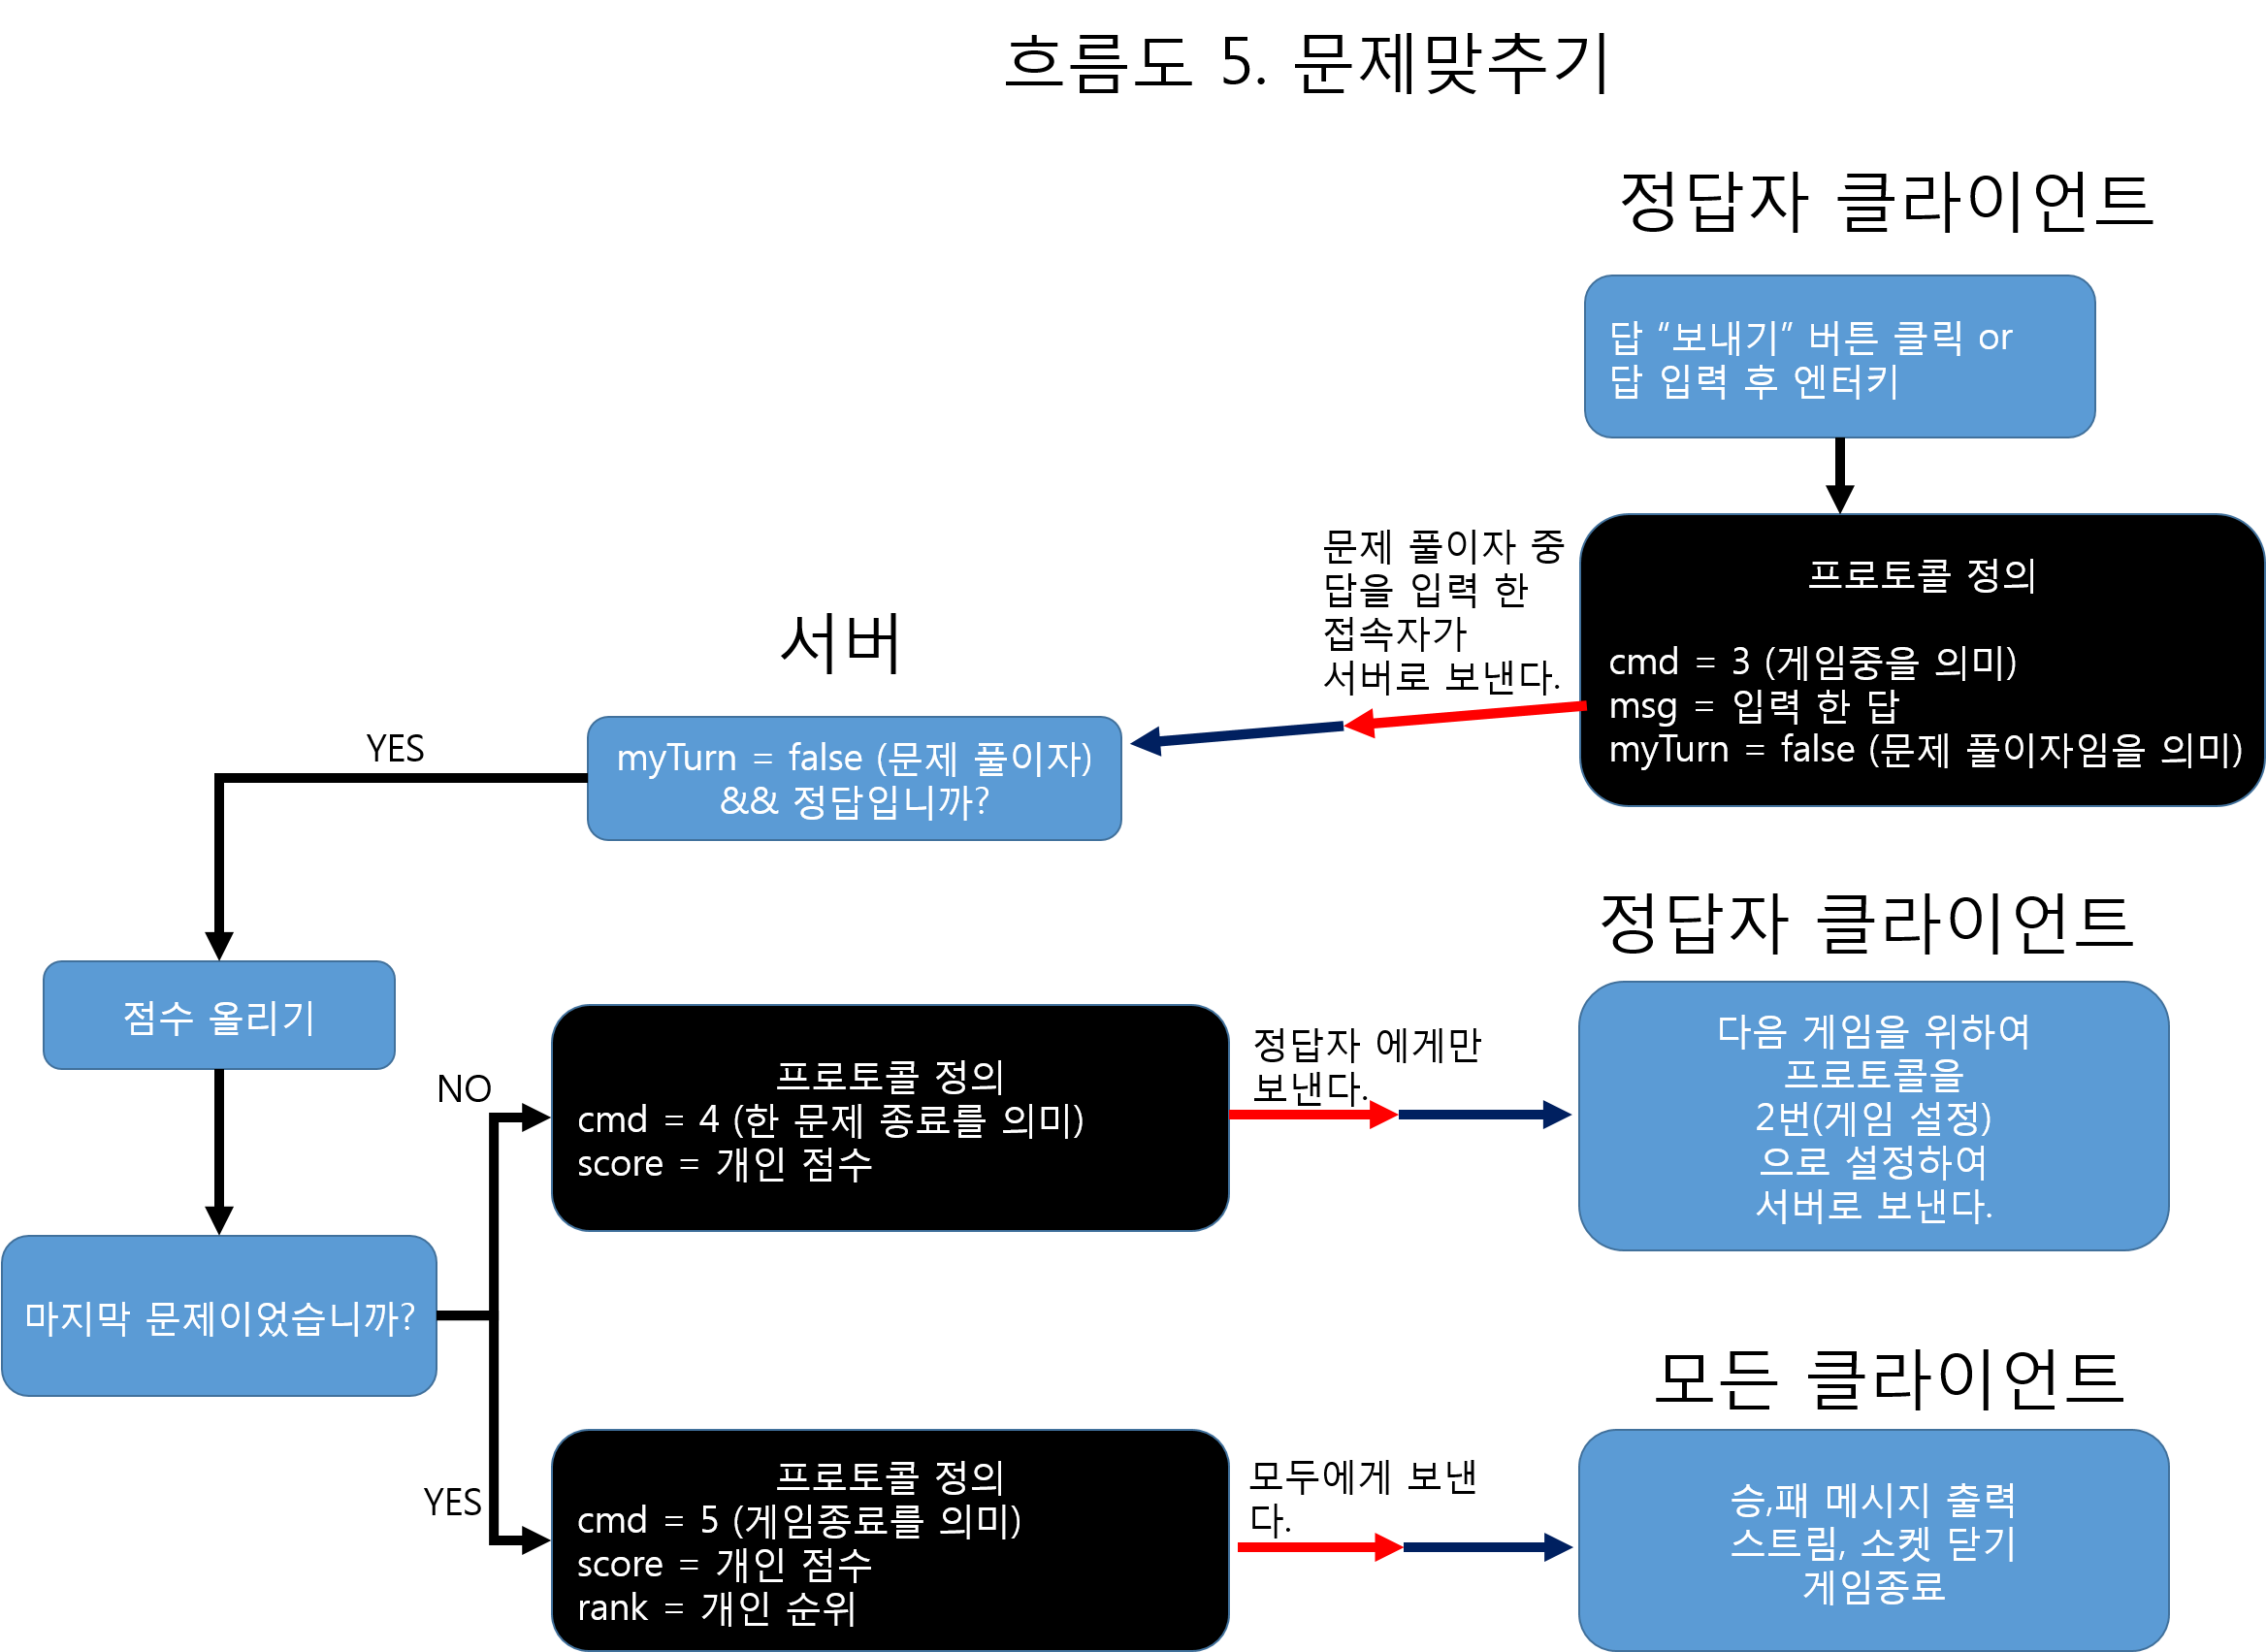 흐름도 5. 문제맞추기
정답자 클라이언트
답 “보내기” 버튼 클릭 or
답 입력 후 엔터키
프로토콜 정의
cmd = 3 (게임중을 의미)
msg = 입력 한 답
myTurn = false (문제 풀이자임을 의미)
문제 풀이자 중
답을 입력 한
접속자가
서버로 보낸다.
서버
myTurn = false (문제 풀이자)
&& 정답입니까?
YES
점수 올리기
마지막 문제이었습니까?
NO
프로토콜 정의
cmd = 4 (한 문제 종료를 의미)
score = 개인 점수
정답자 에게만
보낸다.
정답자 클라이언트
다음 게임을 위하여
프로토콜을
2번(게임 설정)
으로 설정하여
서버로 보낸다.
YES
프로토콜 정의
cmd = 5 (게임종료를 의미)
score = 개인 점수
rank = 개인 순위
모두에게 보낸
다.
모든 클라이언트
승,패 메시지 출력
스트림, 소켓 닫기
게임종료